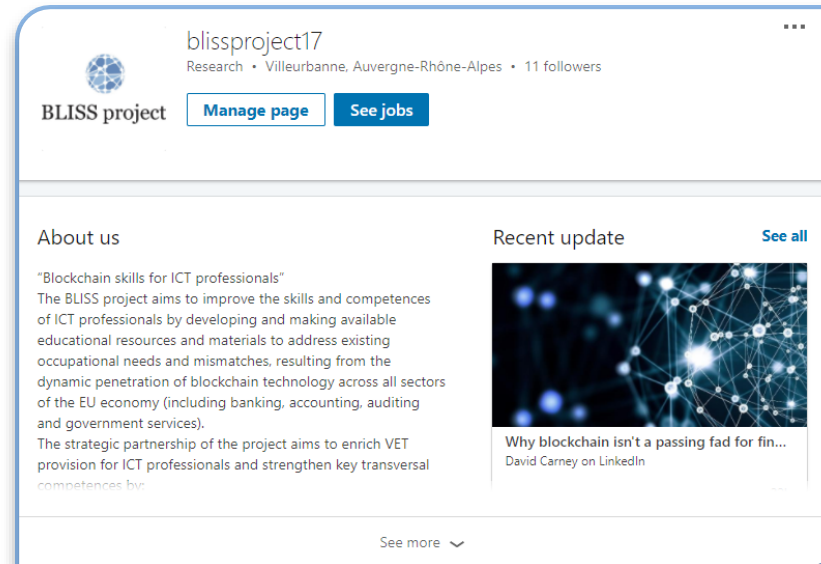 blissproject17
Research • Villeurbanne, Auvergne-Rhône-Alpes • 11 followers
BLISS project
Manage page
See jobs
About us
“Blockchain skills for ICT professionals”
The BLISS project aims to improve the skills and competences
of ICT professionals by developing and making available
educational resources and materials to address existing
occupational needs and mismatches, resulting from the
dynamic penetration of blockchain technology across all sectors
of the EU economy (including banking, accounting, auditing
and government services).
The strategic partnership of the project aims to enrich VET
provision for ICT professionals and strengthen key transversal
competences by:
Recent update
See all
Why blockchain isn't a passing fad for fin...
David Carney on LinkedIn
See more